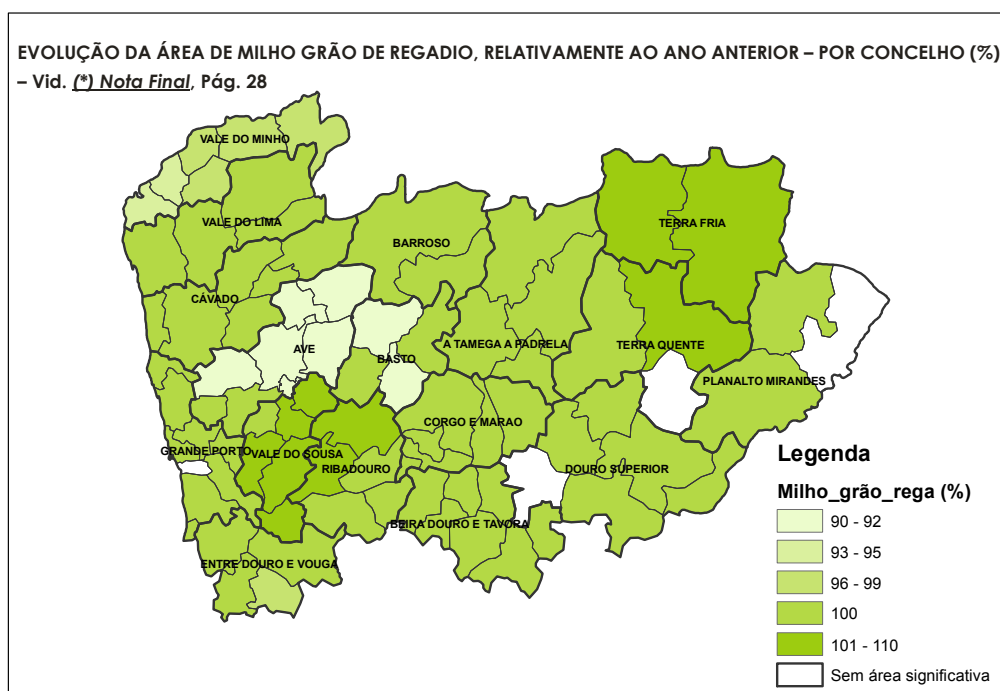 EVOLUÇÃO DA ÁREA DE MILHO GRÃO DE REGADIO, RELATIVAMENTE AO ANO ANTERIOR – POR CONCELHO (%)
– Vid. (*) Nota Final, Pág. 28
VALE DO MINHO
VALE DO LIMA
TERRA FRIA
BARROSO
CÁVADO
AVE
BASTO
A TAMEGA A PADRELA
TERRA QUENTE
PLANALTO MIRANDES
CORGO E MARAO
GRANDE PORTO
VALE DO SOUSA
RIBADOURO
DOURO SUPERIOR
BEIRA DOURO E TAVORA
ENTRE DOURO E VOUGA
Legenda
Milho_grão_rega (%)
90 - 92
93 - 95
96 - 99
100
101 - 110
Sem área significativa